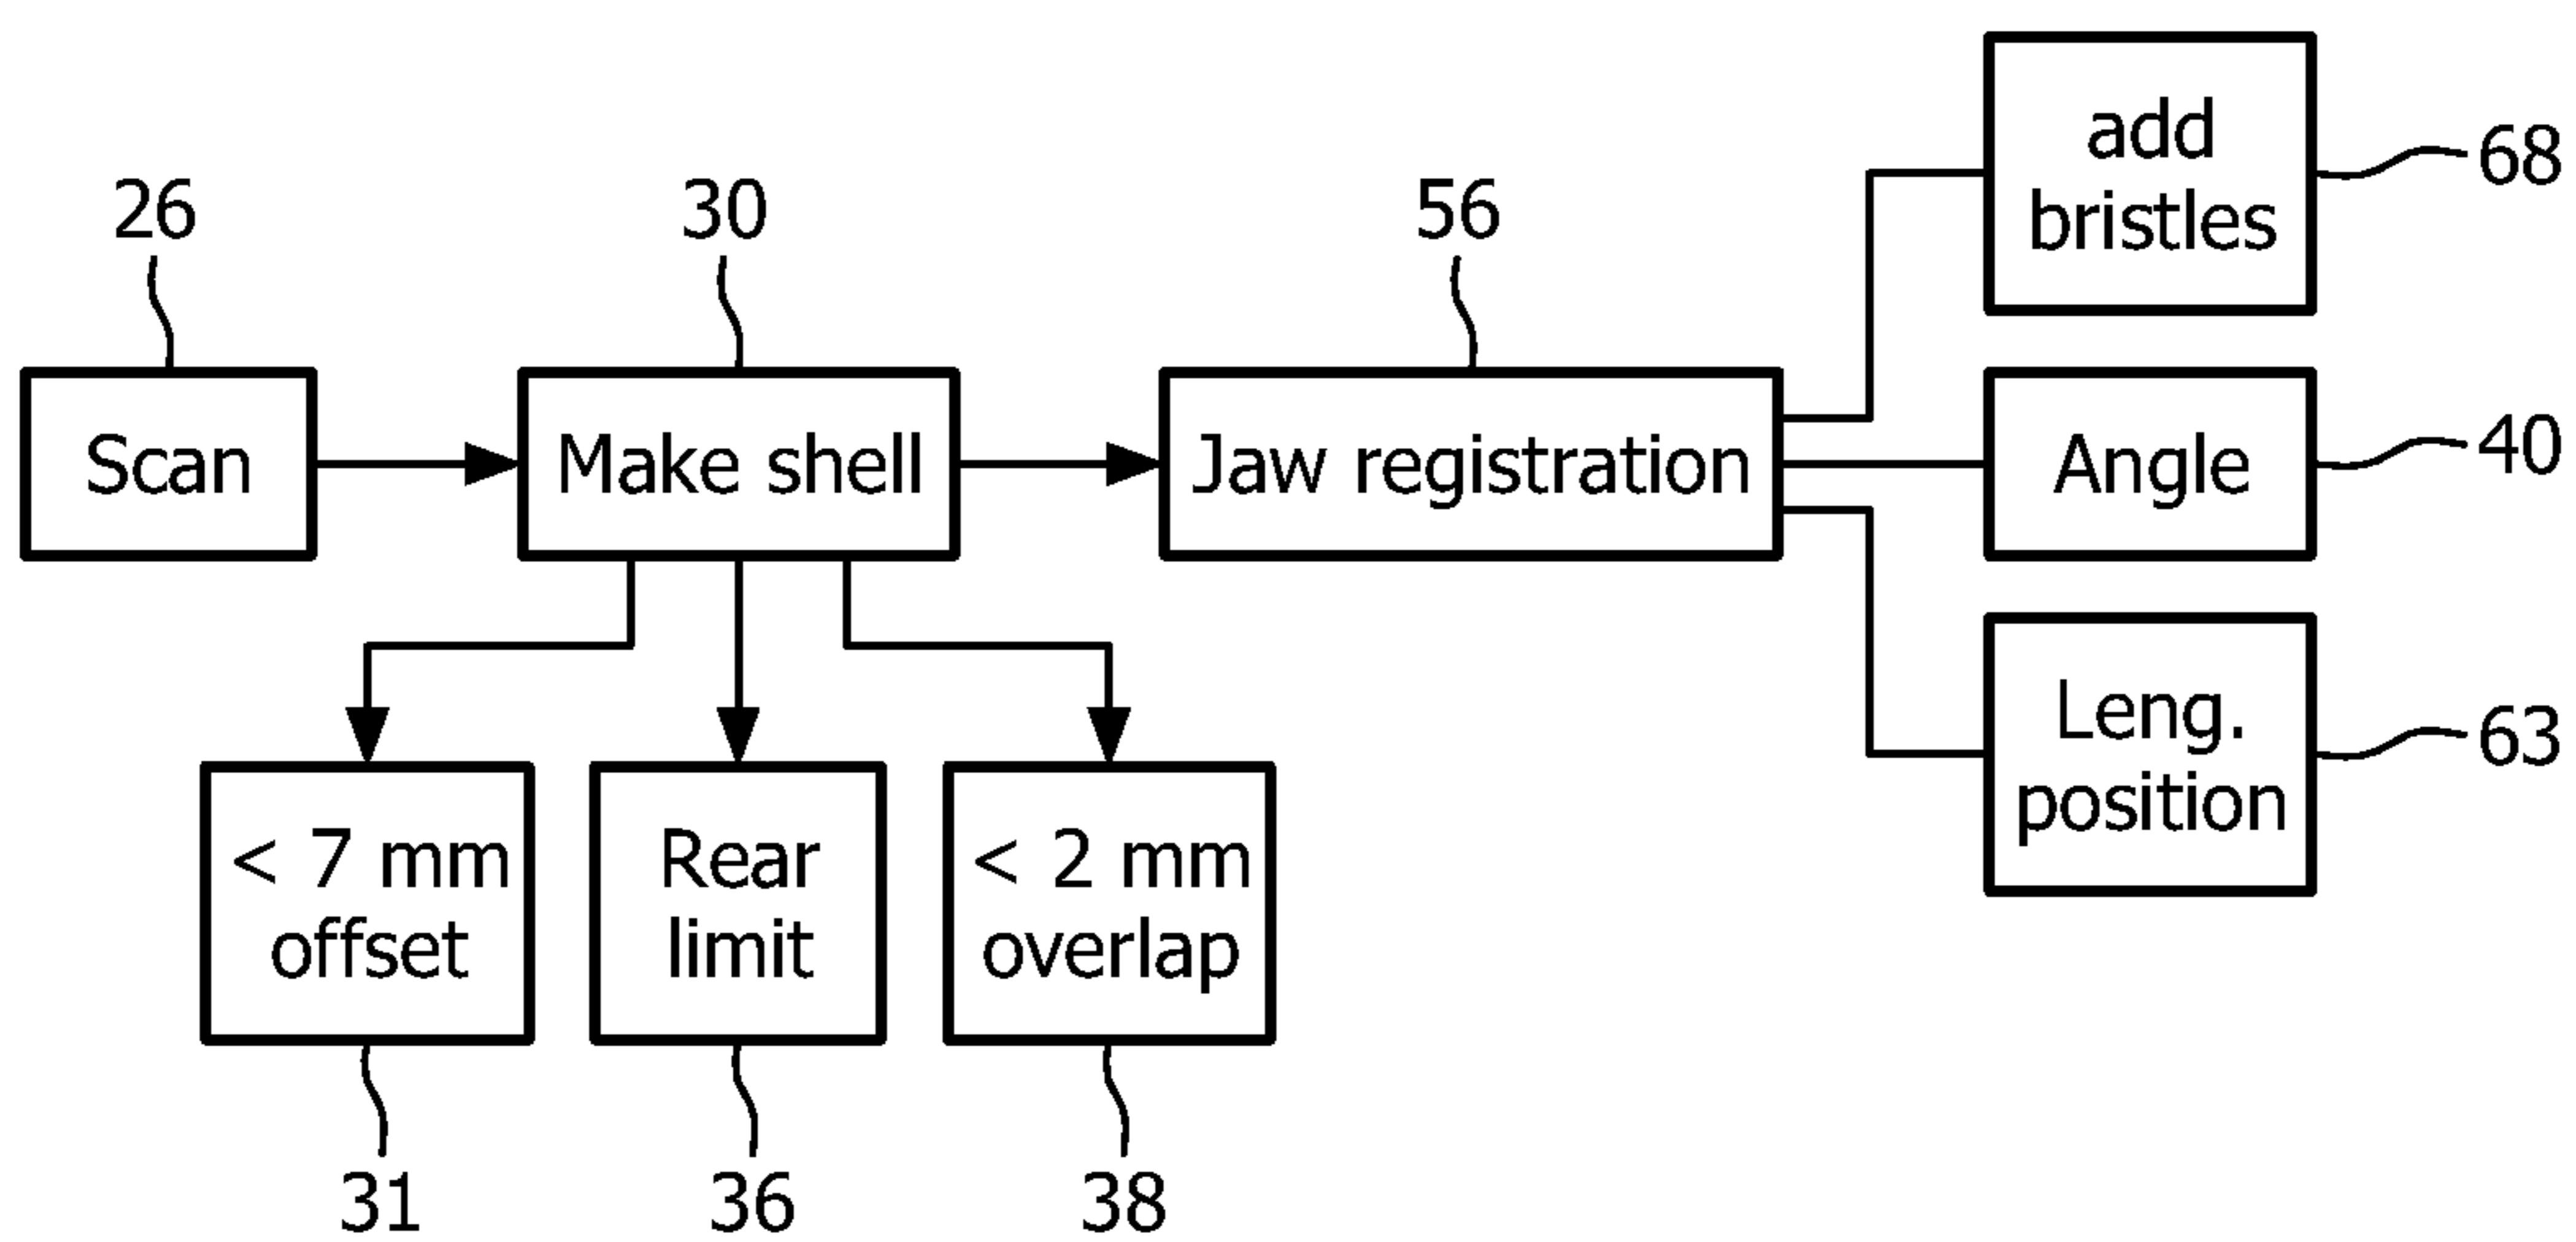 add
bristles
68
26
30
56
Scan
Make shell
Jaw registration
Angle
40
Leng.
position
63
< 7 mm
offset
Rear
limit
< 2 mm
overlap
31
36
38